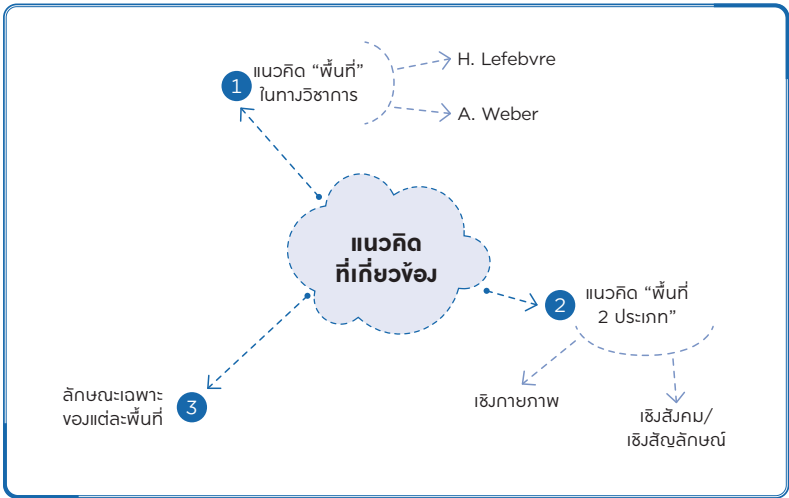 1
แนวคิด “พื้นที่”
ในทางวิชาการ
H. Lefebvre
A. Weber
แนวคิด
ที่เกี่ยวข้อง
2
แนวคิด “พื้นที่
2 ประเภท”
เชิงกายภาพ
เชิงสังคม/
เชิงสัญลักษณ์
3
ลักษณะเฉพาะ
ของแต่ละพื้นที่